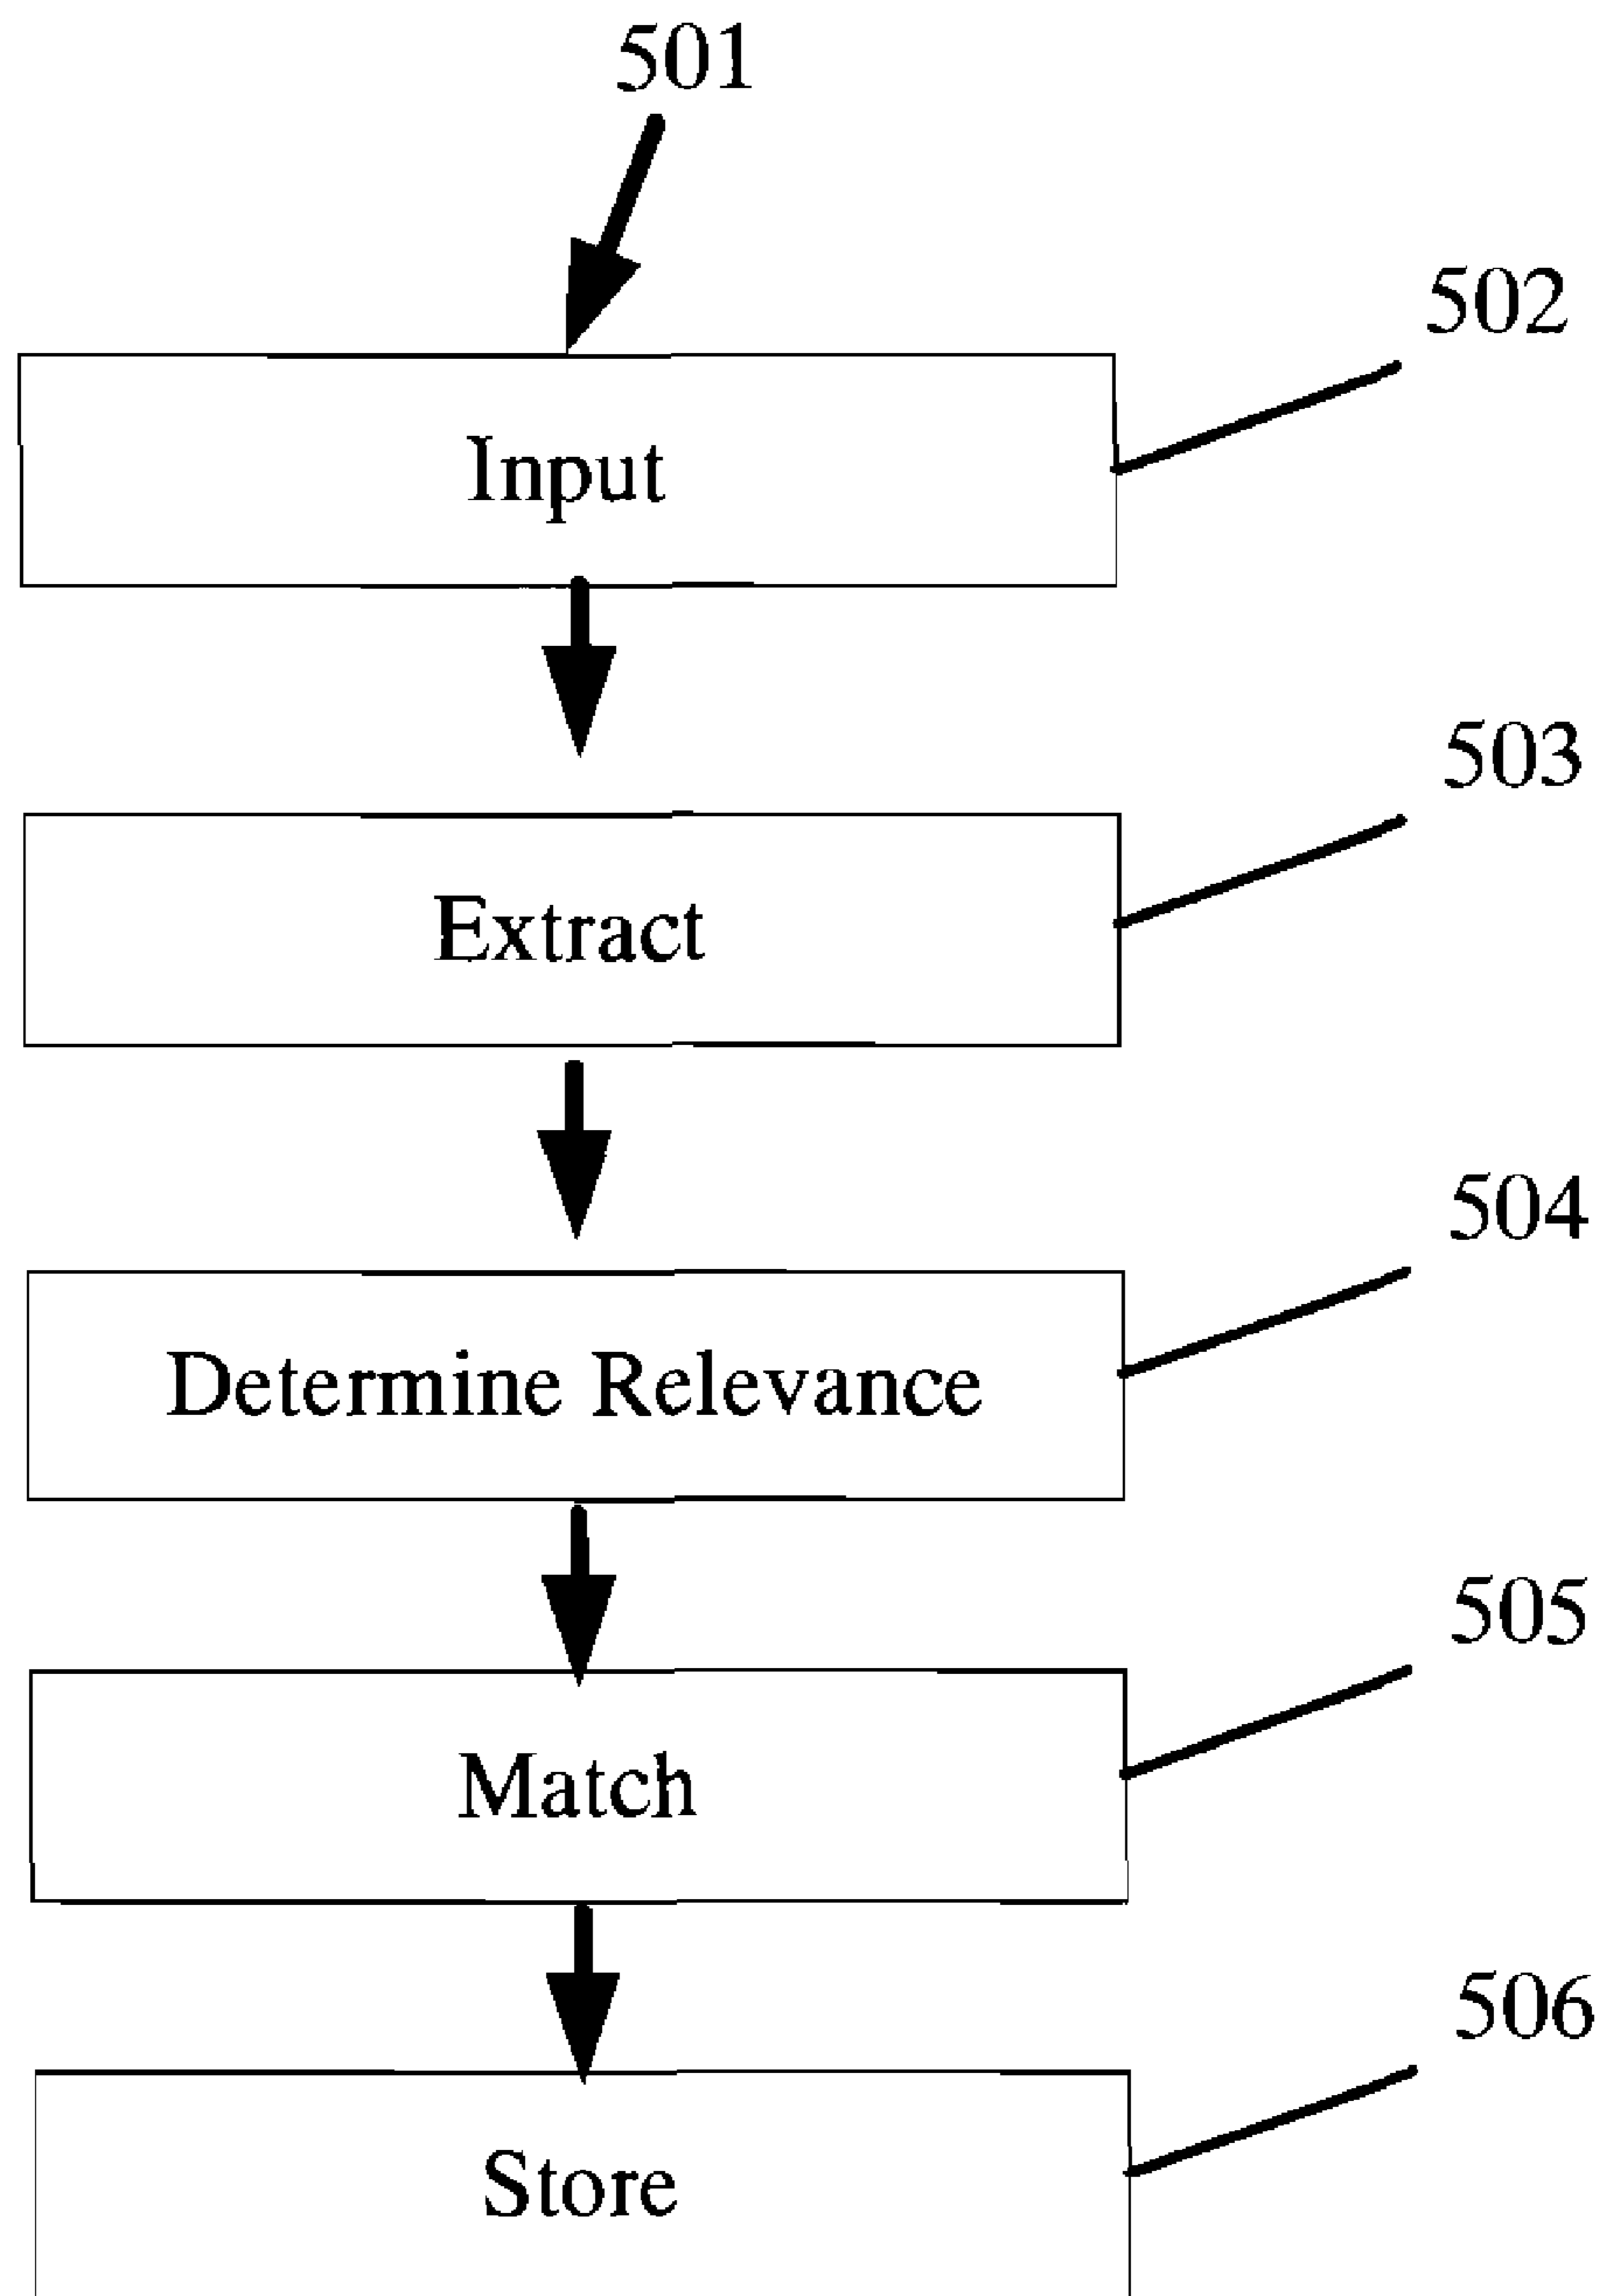 501
502
Input
503
Extract
504
Determine Relevance
505
Match
506
Store